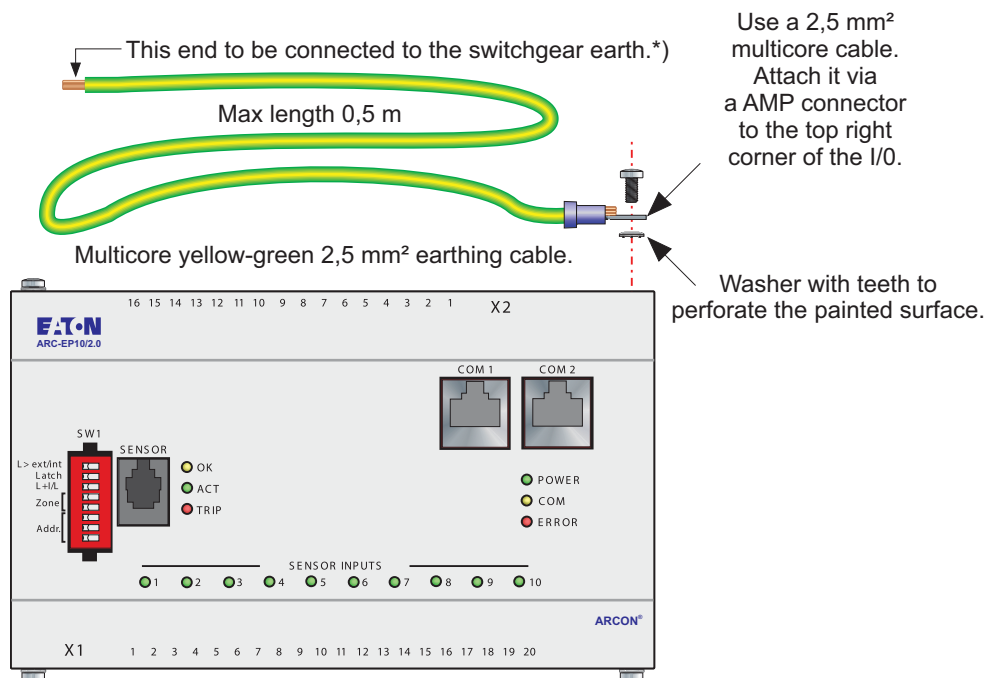 This end to be connected to the switchgear earth.*)
Max length 0,5 m
Use a 2,5 mm²
multicore cable.
Attach it via
a AMP connector
to the top right
corner of the I/0.
Multicore yellow-green 2,5 mm² earthing cable.
Washer with teeth to
perforate the painted surface.
16 15 14 13 12 11 10 9 8 7 6 5 4 3 2 1 X2
EATON
ARC-EP10/2.0
COM 1 COM 2
SW1
SENSOR
L> ext/int
Latch
L+I/L
Zone
Addr.
OK
ACT
TRIP
POWER
COM
ERROR
SENSOR INPUTS
1 2 3 4 5 6 7 8 9 10
ARCON®
X1 1 2 3 4 5 6 7 8 9 10 11 12 13 14 15 16 17 18 19 20